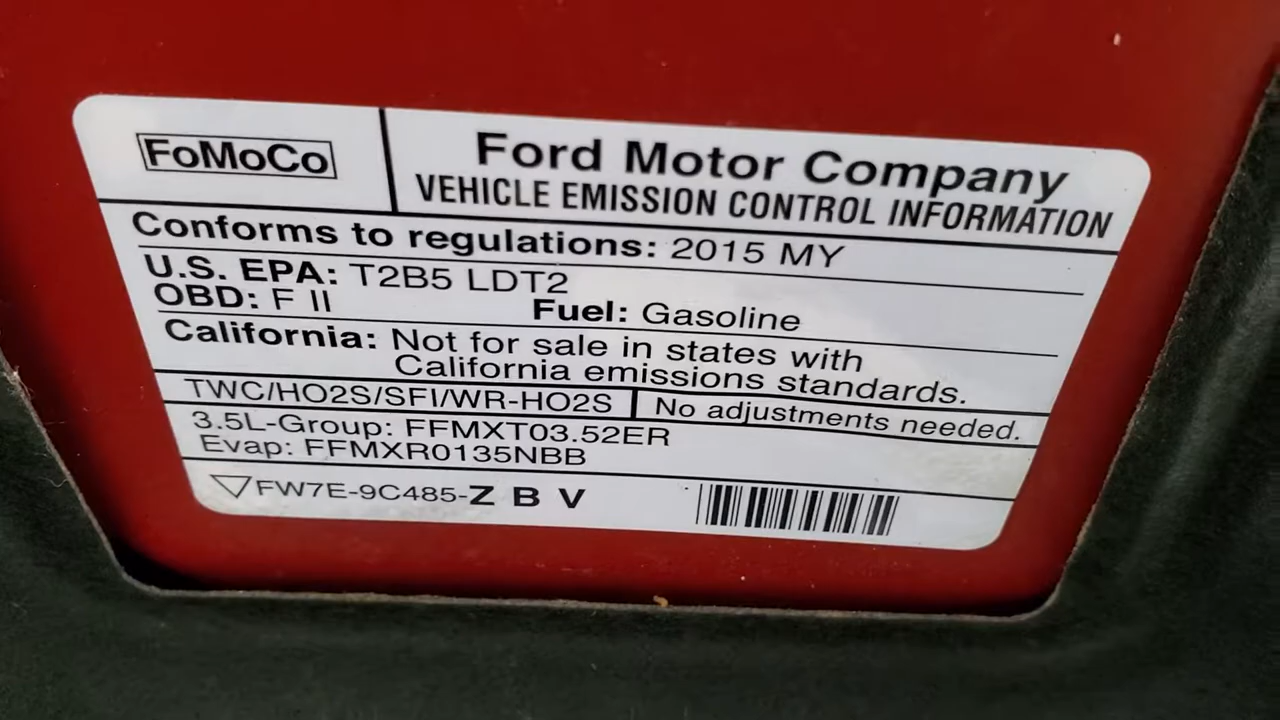 FoMoCo
Ford Motor Company
VEHICLE EMISSION CONTROL INFORMATION
Conforms to regulations: 2015 MY
U.S. EPA: T2B5 LDT2
OBD: F II Fuel: Gasoline
California: Not for sale in states with
California emissions standards.
TWC/HO2S/SFI/WR-HO2S No adjustments needed.
3.5L-Group: FFMXT03.52ER
Evap: FFMXR0135NBB
FW7E-9C485-Z B V